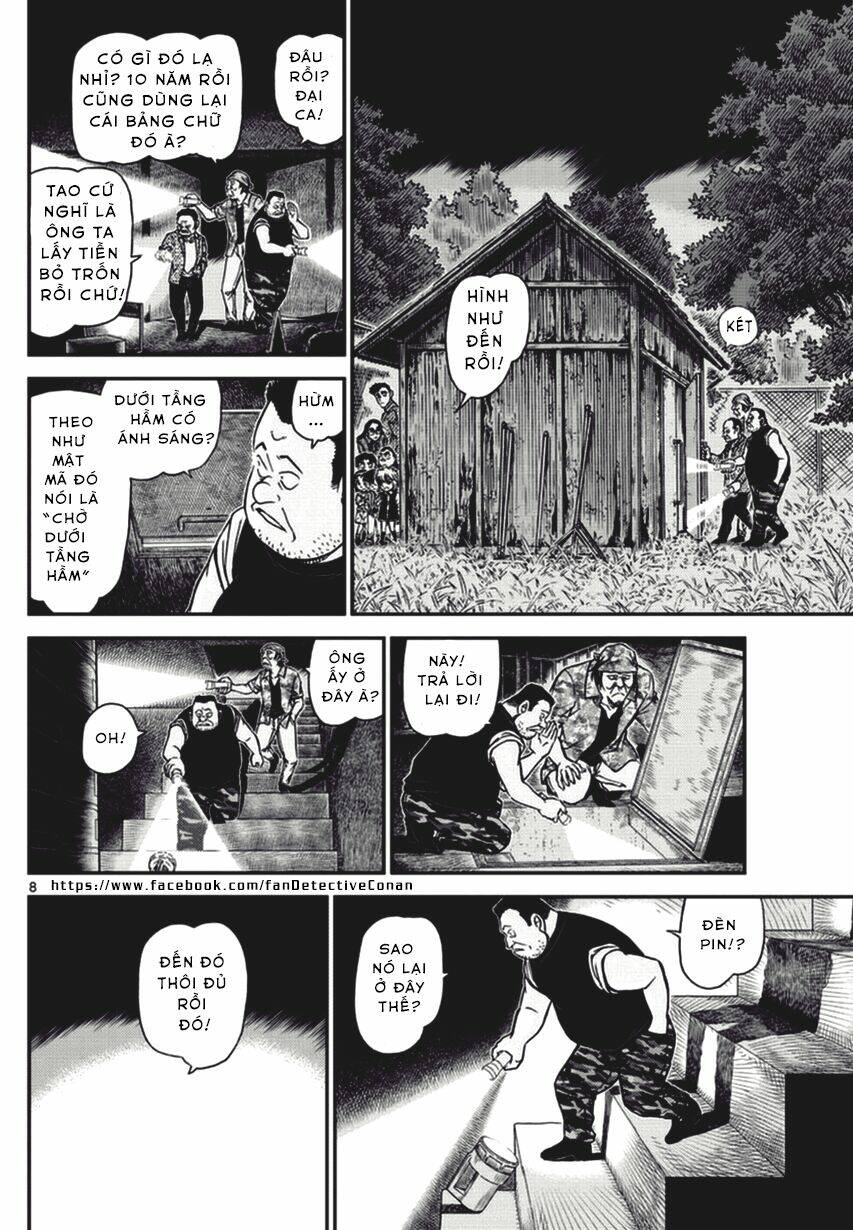 KÉT
HÌNH
NHƯ
ĐẾN
RỒI!
ĐÂU
RỒI?
ĐẠI
CA!
CÓ GÌ ĐÓ LẠ
NHỈ? 10 NĂM RỒI
CŨNG DÙNG LẠI
CÁI BẢNG CHỮ
ĐÓ À?
TAO CỨ
NGHĨ LÀ
ÔNG TA
LẤY TIỀN
BỎ TRỐN
RỒI CHỨ!
HỪM
...
DƯỚI TẦNG
HẦM CÓ
ÁNH SÁNG?
THEO
NHƯ
MẬT
MÃ ĐÓ
NÓI LÀ
“CHỜ
DƯỚI
TẦNG
HẦM”
NÀY!
TRẢ LỜI
LẠI ĐI!
ÔNG
ẤY Ở
ĐÂY À?
OH!
8
https://www.facebook.com/fanDetectiveConan
ĐÈN
PIN!?
SAO
NÓ LẠI
Ở ĐÂY
THẾ?
ĐẾN ĐÓ
THÔI ĐỦ
RỒI
ĐÓ!